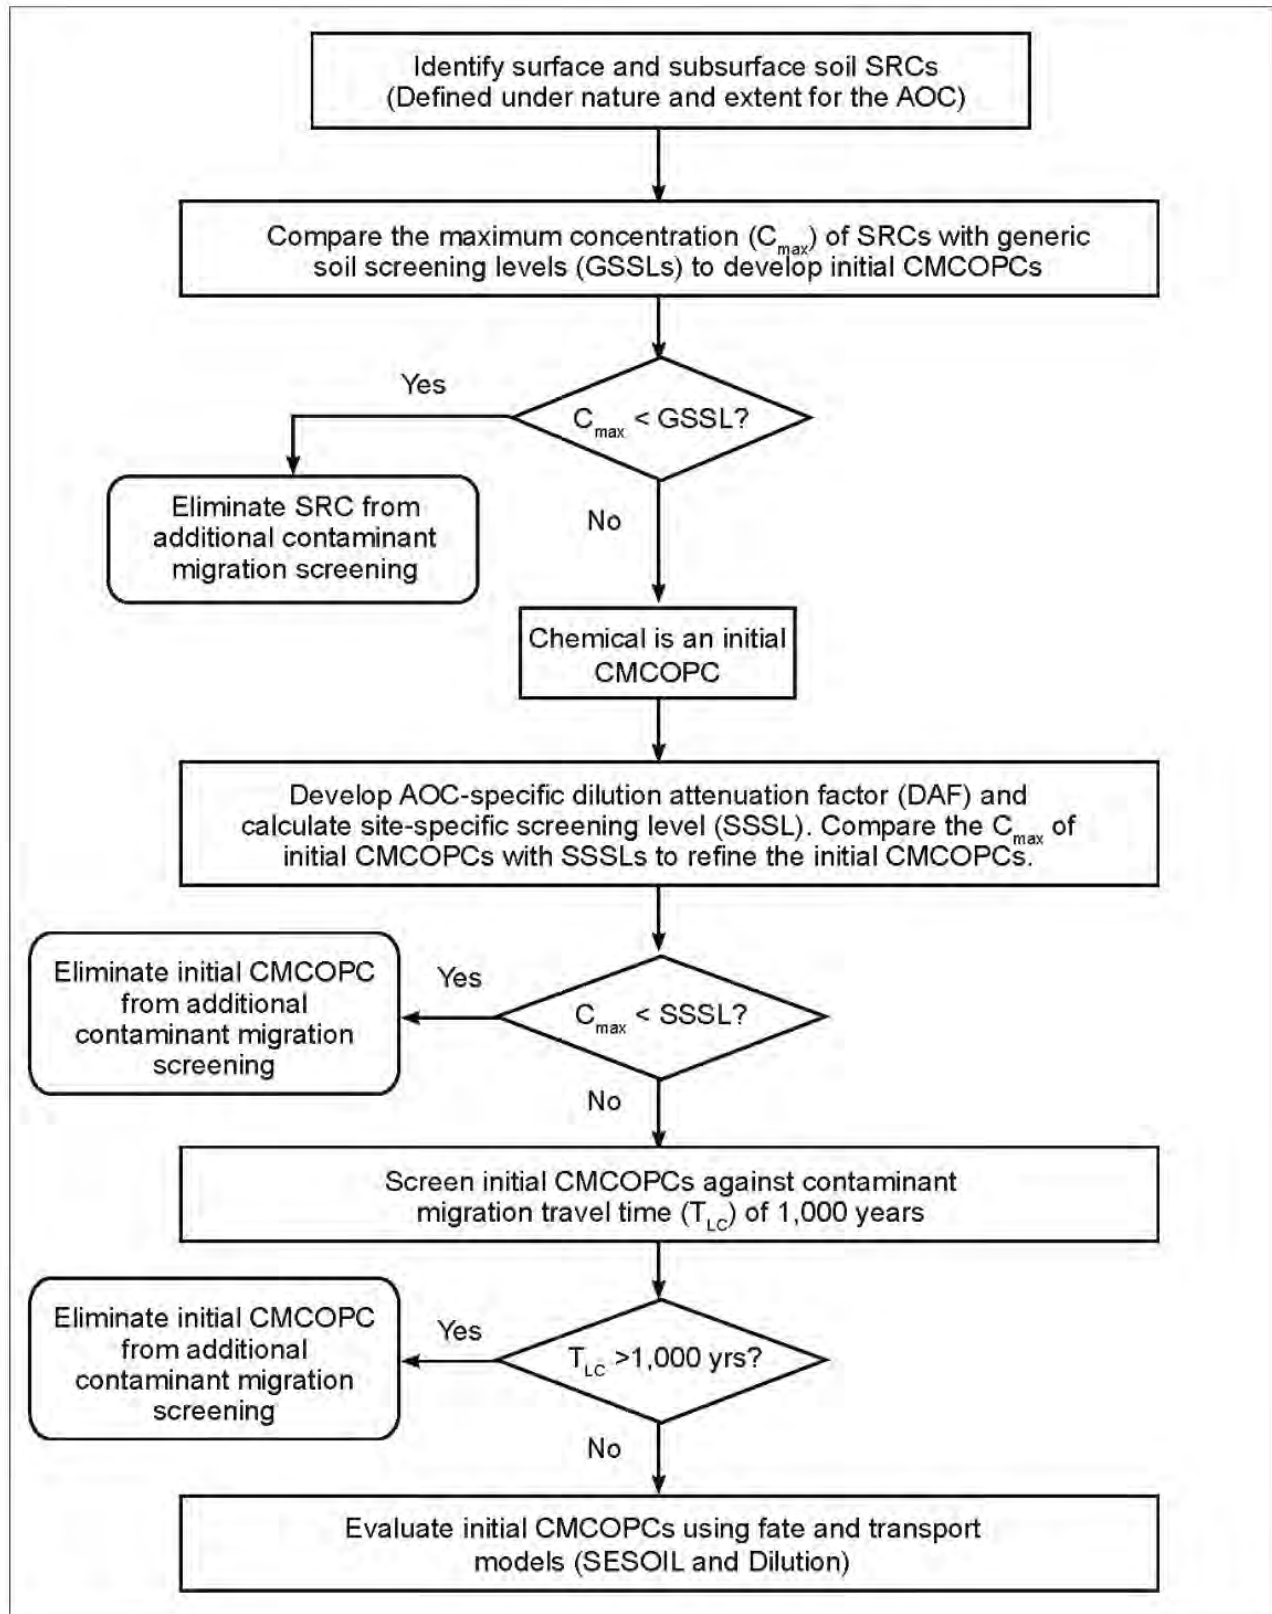 Identify surface and subsurface soil SRCs
(Defined under nature and extent for the AOC)
Compare the maximum concentration (Cmax) of SRCs with generic
soil screening levels (GSSLs) to develop initial CMCOPCs
Yes
Cmax < GSSL?
Eliminate SRC from
additional contaminant
migration screening
No
Chemical is an initial
CMCOPC
Develop AOC-specific dilution attenuation factor (DAF) and
calculate site-specific screening level (SSSL). Compare the Cmax of
initial CMCOPCs with SSSLs to refine the initial CMCOPCs.
Eliminate initial CMCOPC
from additional
contaminant migration
screening
Yes
Cmax < SSSL?
No
Screen initial CMCOPCs against contaminant
migration travel time (TLC) of 1,000 years
Eliminate initial CMCOPC
from additional
contaminant migration
screening
Yes
TLC >1,000 yrs?
No
Evaluate initial CMCOPCs using fate and transport
models (SESOIL and Dilution)